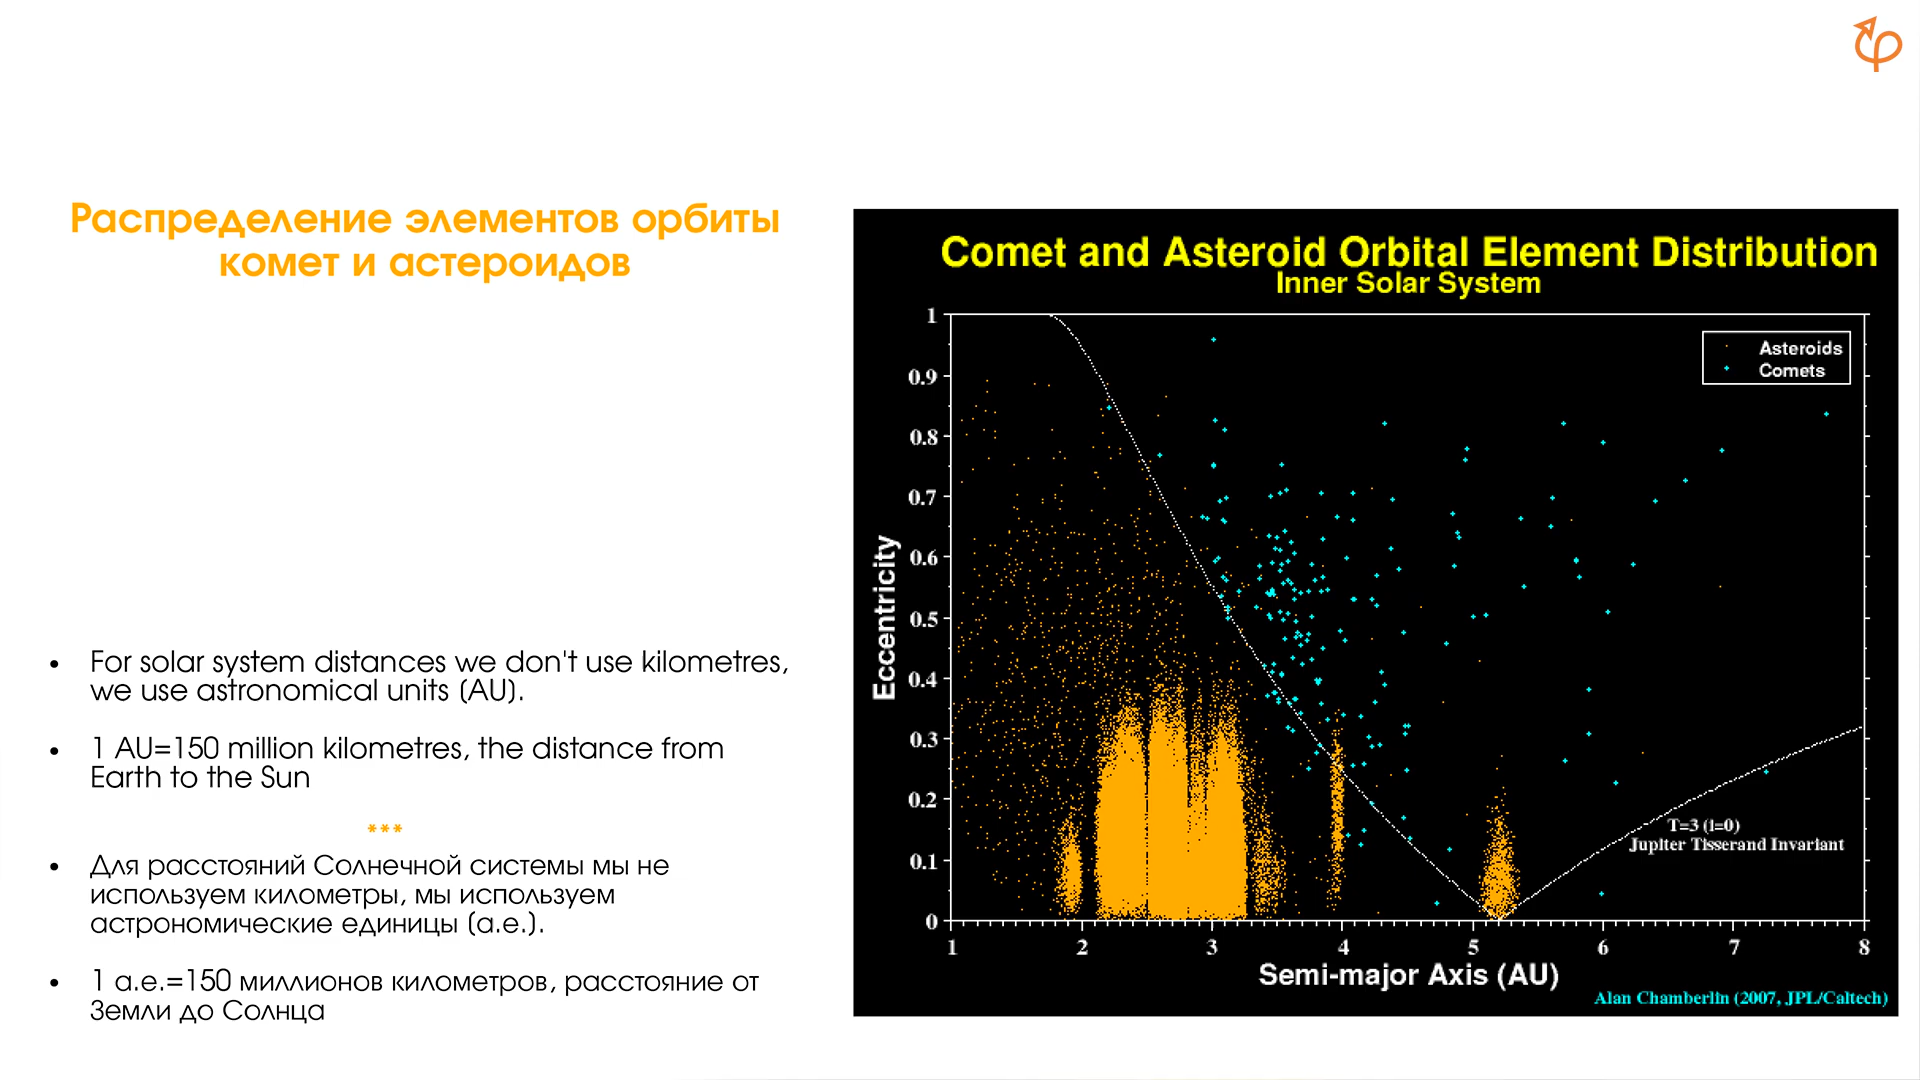 Распределение элементов орбиты
комет и астероидов
• For solar system distances we don't use kilometres,
we use astronomical units (AU).
• 1 AU=150 million kilometres, the distance from
Earth to the Sun
***
• Для расстояний Солнечной системы мы не
используем километры, мы используем
астрономические единицы (а.е.).
• 1 а.е.=150 миллионов километров, расстояние от
Земли до Солнца
Comet and Asteroid Orbital Element Distribution
Inner Solar System
Asteroids
Comets
1
0.9
0.8
0.7
0.6
0.5
0.4
0.3
0.2
0.1
0
Eccentricity
T=3 (i=0)
Jupiter Tisserand Invariant
1 2 3 4 5 6 7 8
Semi-major Axis (AU)
Alan Chamberlin (2007, JPL/Caltech)